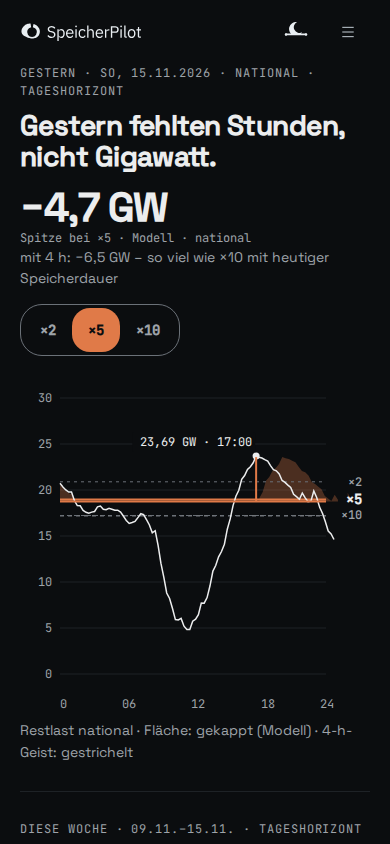 SpeicherPilot
GESTERN · SO, 15.11.2026 · NATIONAL ·
TAGESHORIZONT
Gestern fehlten Stunden,
nicht Gigawatt.
−4,7 GW
Spitze bei ×5 · Modell · national
mit 4 h: −6,5 GW – so viel wie ×10 mit heutiger
Speicherdauer
×2 ×5 ×10
30
25
23,69 GW · 17:00
20
×2
×5
×10
15
10
5
0
0 06 12 18 24
Restlast national · Fläche: gekappt (Modell) · 4-h-
Geist: gestrichelt
DIESE WOCHE · 09.11.–15.11. · TAGESHORIZONT